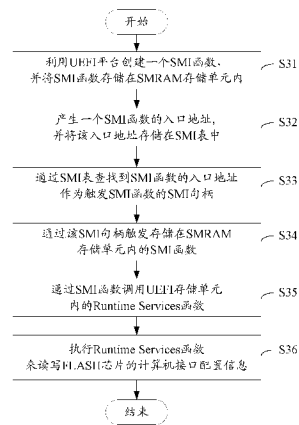 开始
利用UEFI平台创建一个SMI函数,
并将SMI函数存储在SMRAM存储单元内
S31
产生一个SMI函数的入口地址,
并将该入口地址存储在SMI表中
S32
通过SMI表查找到SMI函数的入口地址
作为触发SMI函数的SMI句柄
S33
通过该SMI句柄触发存储在SMRAM
存储单元内的SMI函数
S34
通过SMI函数调用UEFI存储单元
内的Runtime Services函数
S35
执行Runtime Services函数
来读写FLASH芯片的计算机接口配置信息
S36
结束